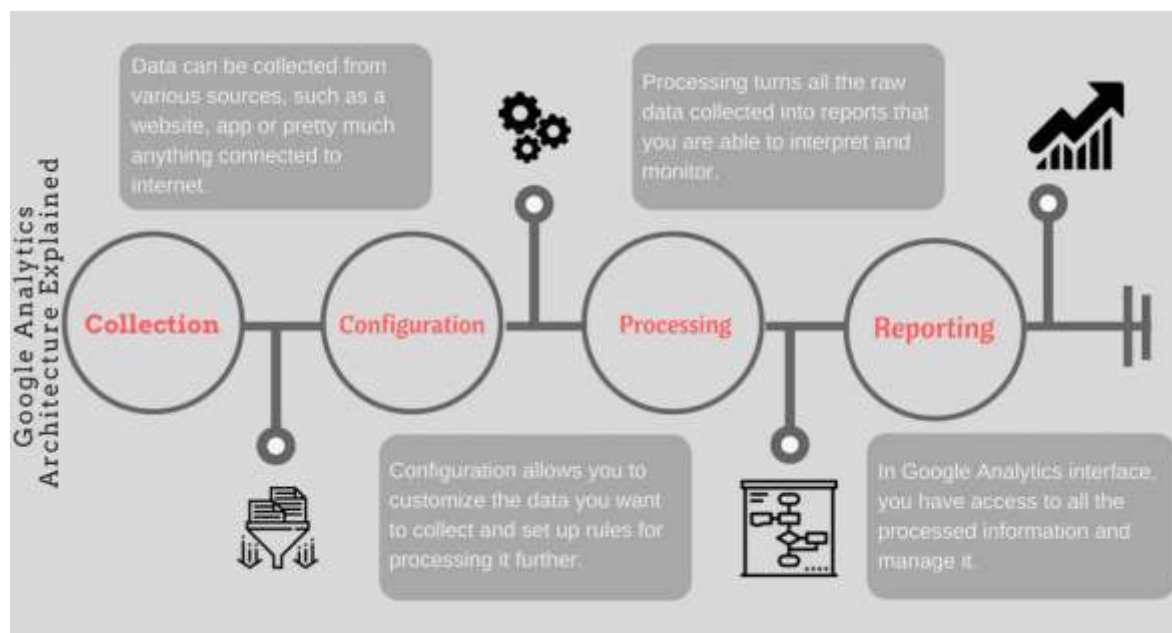 Google Analytics
Architecture Explained
Data can be collected from
various sources, such as a
website, app or pretty much
anything connected to
internet.
Collection
Configuration allows you to
customize the data you want
to collect and set up rules for
processing it further.
Configuration
Processing turns all the raw
data collected into reports that
you are able to interpret and
monitor.
Processing
In Google Analytics interface,
you have access to all the
processed information and
manage it.
Reporting